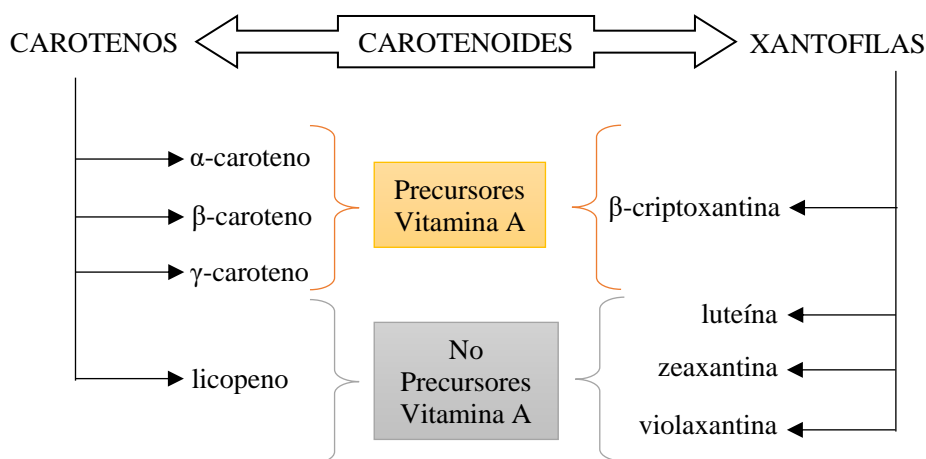 CAROTENOS
CAROTENOIDES
XANTOFILAS
α-caroteno
β-caroteno
γ-caroteno
licopeno
Precursores
Vitamina A
No
Precursores
Vitamina A
β-criptoxantina
luteína
zeaxantina
violaxantina